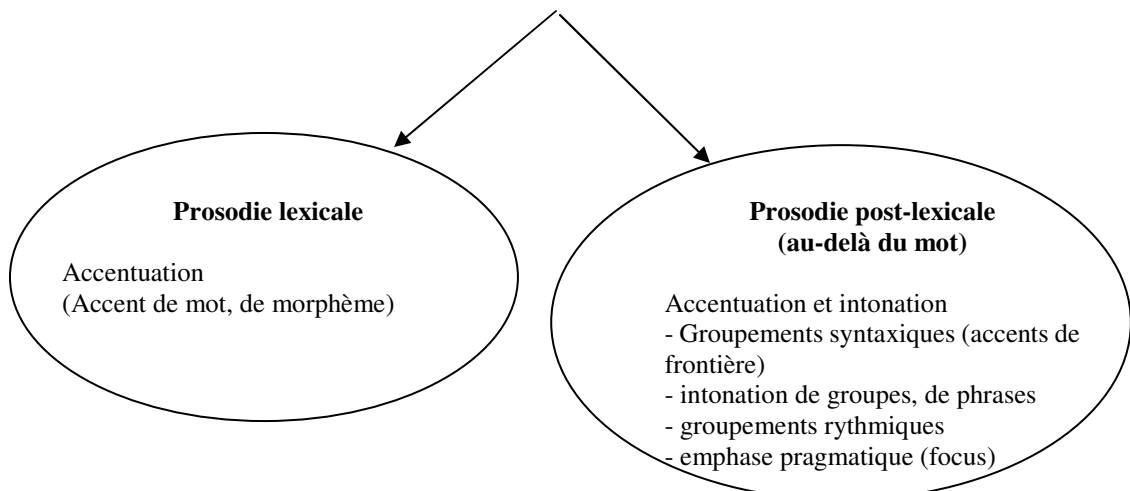 Prosodie lexicale
Accentuation
(Accent de mot, de morphème)
Prosodie post-lexicale
(au-delà du mot)
Accentuation et intonation
- Groupements syntaxiques (accents de
frontière)
- intonation de groupes, de phrases
- groupements rythmiques
- emphase pragmatique (focus)